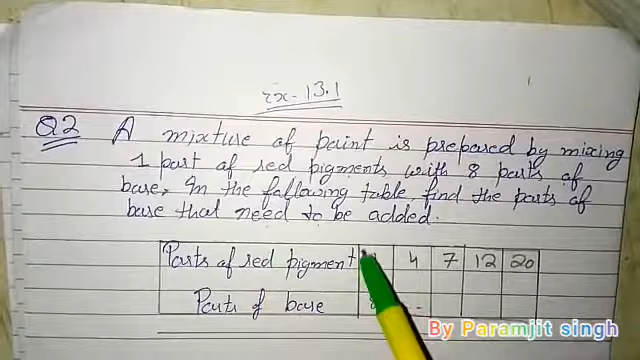 Ex-13.1
Q2 A mixture of paint is prepared by mixing
1 part of red pigments with 8 parts of
base. In the following table find the parts of
base that need to be added.
Parts of red pigment 4 7 12 20
Parts of base 8
By Paramjit singh